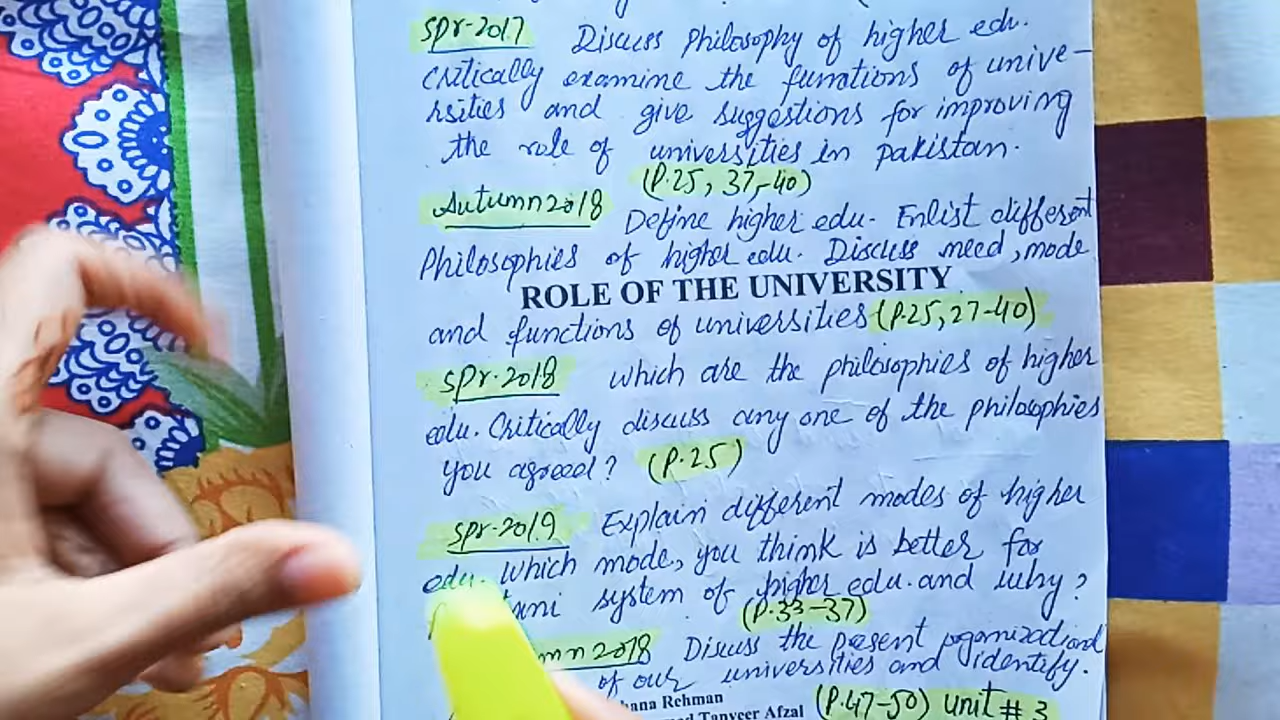 Spr-2017 Discuss Philosophy of higher edu.
Critically examine the functions of unive-
rsities and give suggestions for improving
the role of universities in pakistan.
(P.25, 37-40)
Autumn 2018 Define higher edu- Enlist different
Philosophies of higher edu. Discuss need, mode
ROLE OF THE UNIVERSITY
and functions of universities (P.25, 27-40)
Spr-2018 which are the philosophies of higher
edu. Critically discuss any one of the philosophies
you agreed? (P.25)
Spr-2019 Explain different modes of higher
edu. Which mode, you think is better for
system of higher edu. and why?
(P.33-37)
2018 Discuss the present
of our universities and identify.
Rehman
Tanveer Afzal (P.47-50) unit # 3